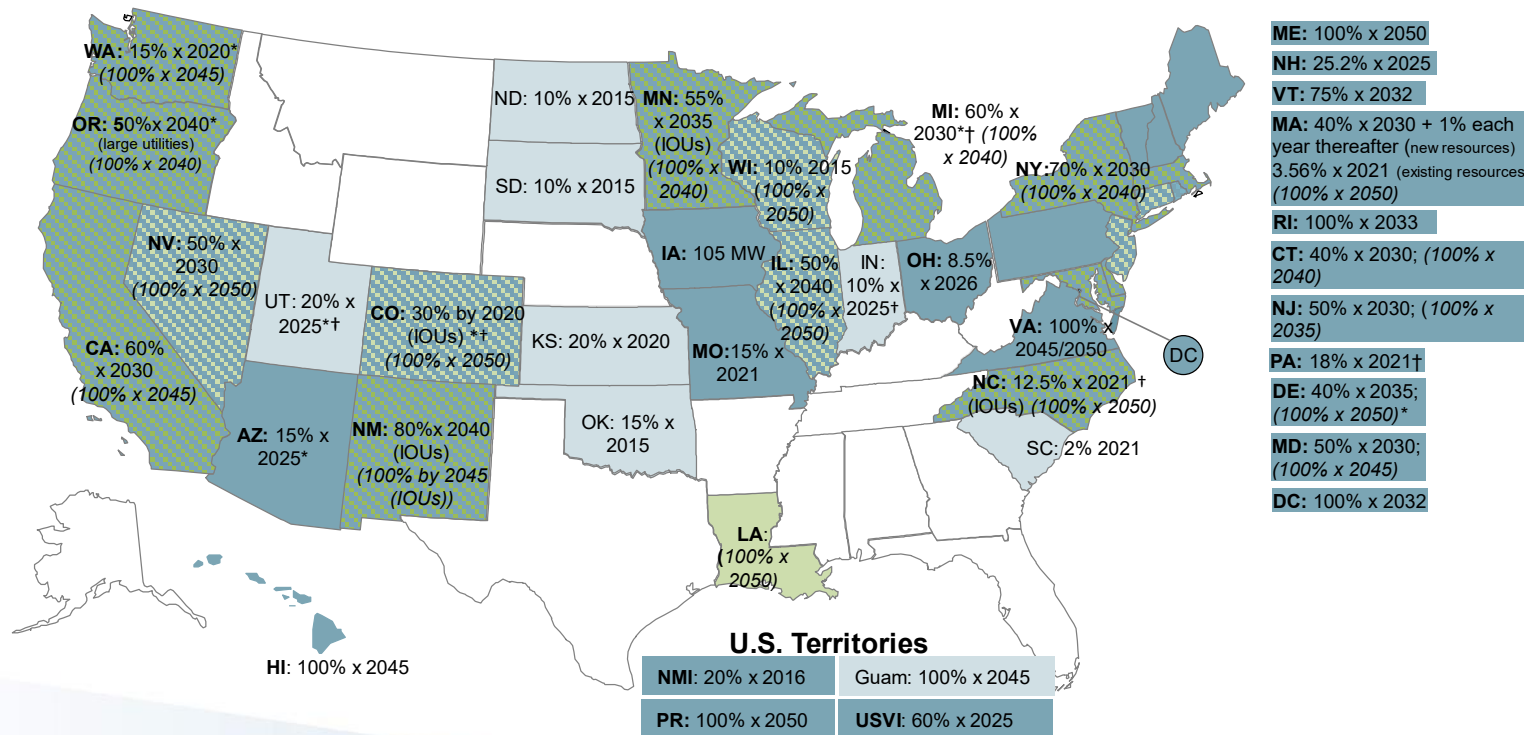 WA: 15% x 2020*
(100% x 2045)
OR: 50%x 2040*
(large utilities)
(100% x 2040)
CA: 60%
x 2030
(100% x 2045)
NV: 50% x
2030
(100% x 2050)
UT: 20% x
2025*†
AZ: 15% x
2025*
CO: 30% by 2020
(IOUs) *†
(100% x 2050)
NM: 80%x 2040
(IOUs)
(100% by 2045
(IOUs))
ND: 10% x 2015
SD: 10% x 2015
KS: 20% x 2020
OK: 15% x
2015
MN: 55%
x 2035
(IOUs)
(100% x
2040)
IA: 105 MW
MO:15% x
2021
LA:
(100% x
2050)
WI: 10% 2015
(100% x
2050)
IL: 50%
x 2040
(100% x
2050)
MI: 60% x
2030*† (100%
x 2040)
IN:
10% x
2025†
OH: 8.5%
x 2026
NY:70% x 2030
(100% x 2040)
VA: 100% x
2045/2050
DC
NC: 12.5% x 2021 †
(IOUs) (100% x 2050)
SC: 2% 2021
HI: 100% x 2045
ME: 100% x 2050
NH: 25.2% x 2025
VT: 75% x 2032
MA: 40% x 2030 + 1% each
year thereafter (new resources)
3.56% x 2021 (existing resources
(100% x 2050)
RI: 100% x 2033
CT: 40% x 2030; (100% x
2040)
NJ: 50% x 2030; (100% x
2035)
PA: 18% x 2021†
DE: 40% x 2035;
(100% x 2050)*
MD: 50% x 2030;
(100% x 2045)
DC: 100% x 2032
U.S. Territories
NMI: 20% x 2016
Guam: 100% x 2045
PR: 100% x 2050
USVI: 60% x 2025